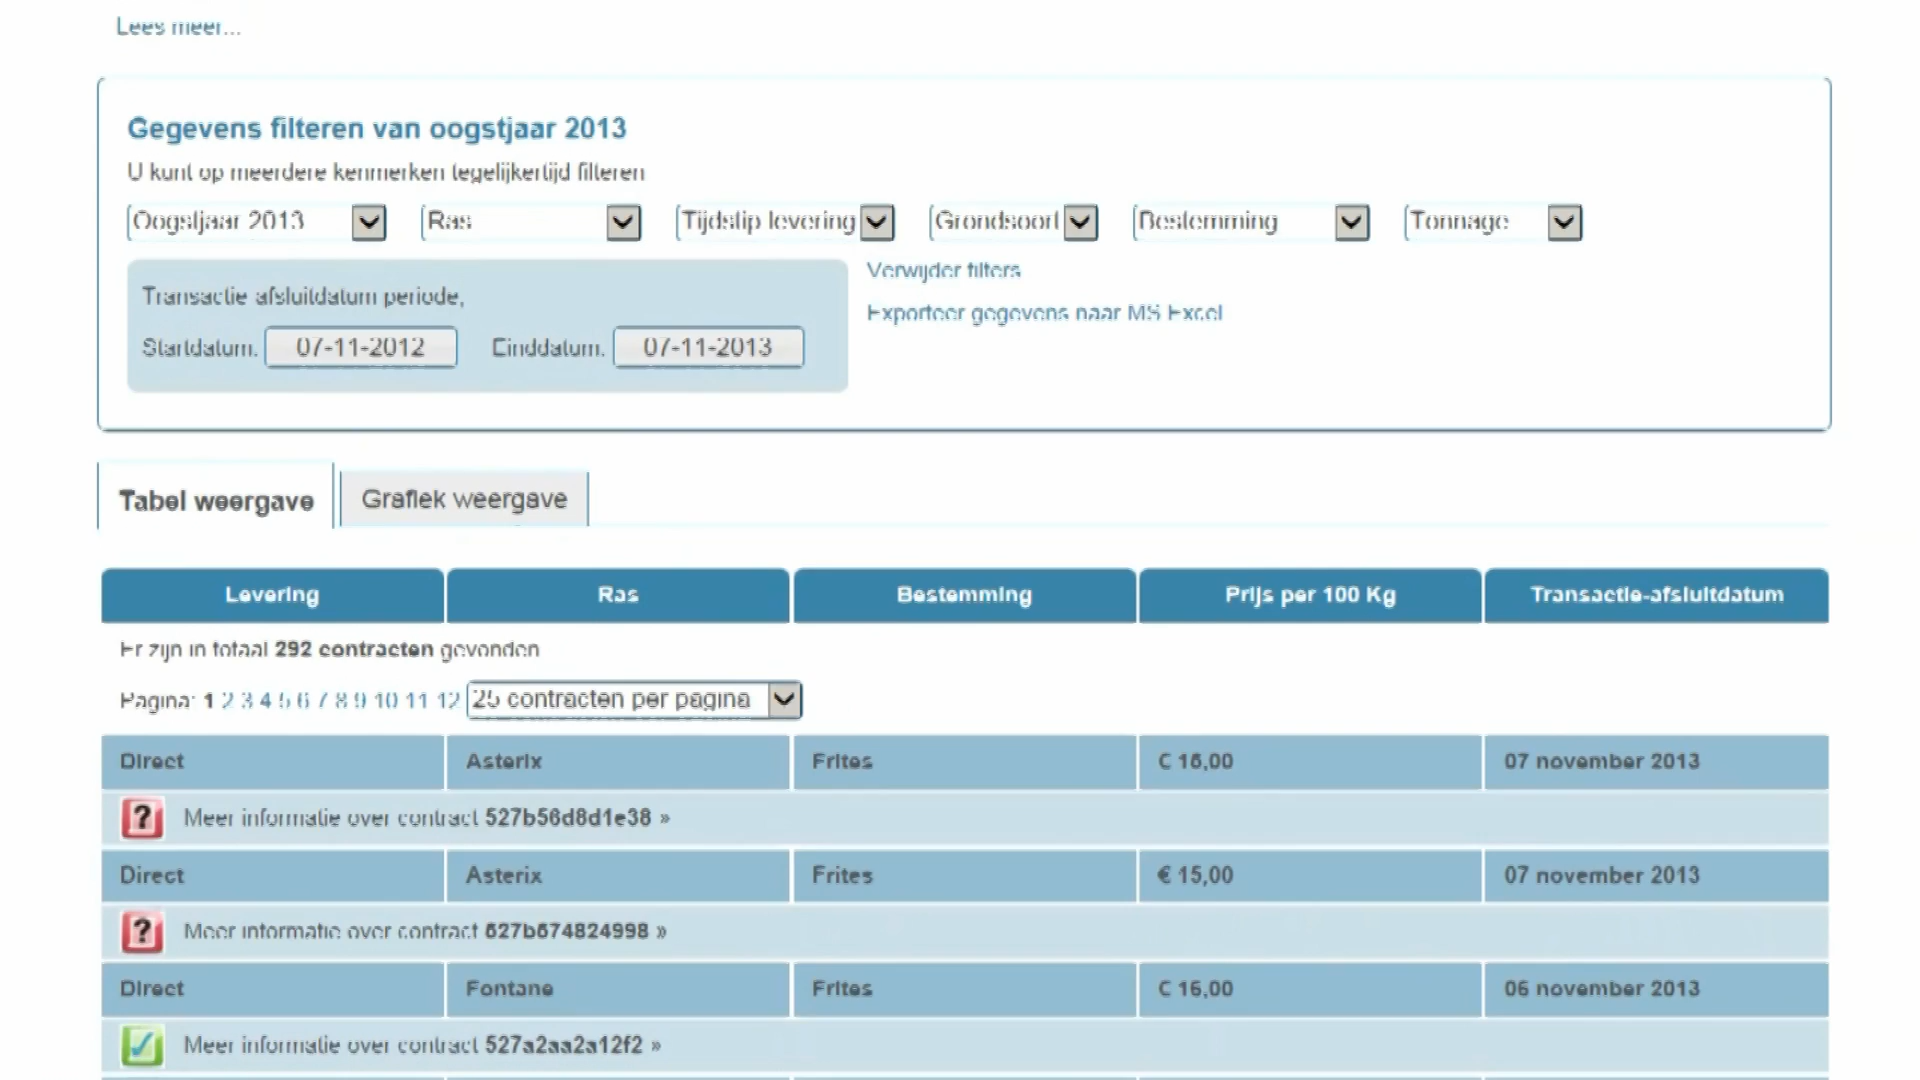 Lees meer...
Gegevens filteren van oogstjaar 2013
U kunt op meerdere kenmerken tegelijkertijd filteren
Oogstjaar 2013 Ras Tijdstip levering Grondsoort Bestemming Tonnage
Transactie afsluitdatum periode,
Verwijder filters
Exporteer gegevens naar MS Excel
Startdatum: 07-11-2012 Einddatum: 07-11-2013
Tabel weergave Grafiek weergave
Levering Ras Bestemming Prijs per 100 Kg Transactie-afsluitdatum
Er zijn in totaal 292 contracten gevonden
Pagina: 1 2 3 4 5 6 7 8 9 10 11 12 25 contracten per pagina
Direct Asterix Frites € 15,00 07 november 2013
Meer informatie over contract 527b56d8d1e38 »
Direct Asterix Frites € 15,00 07 november 2013
Meer informatie over contract 527b574824998 »
Direct Fontane Frites € 15,00 06 november 2013
Meer informatie over contract 527a2aa2a12f2 »